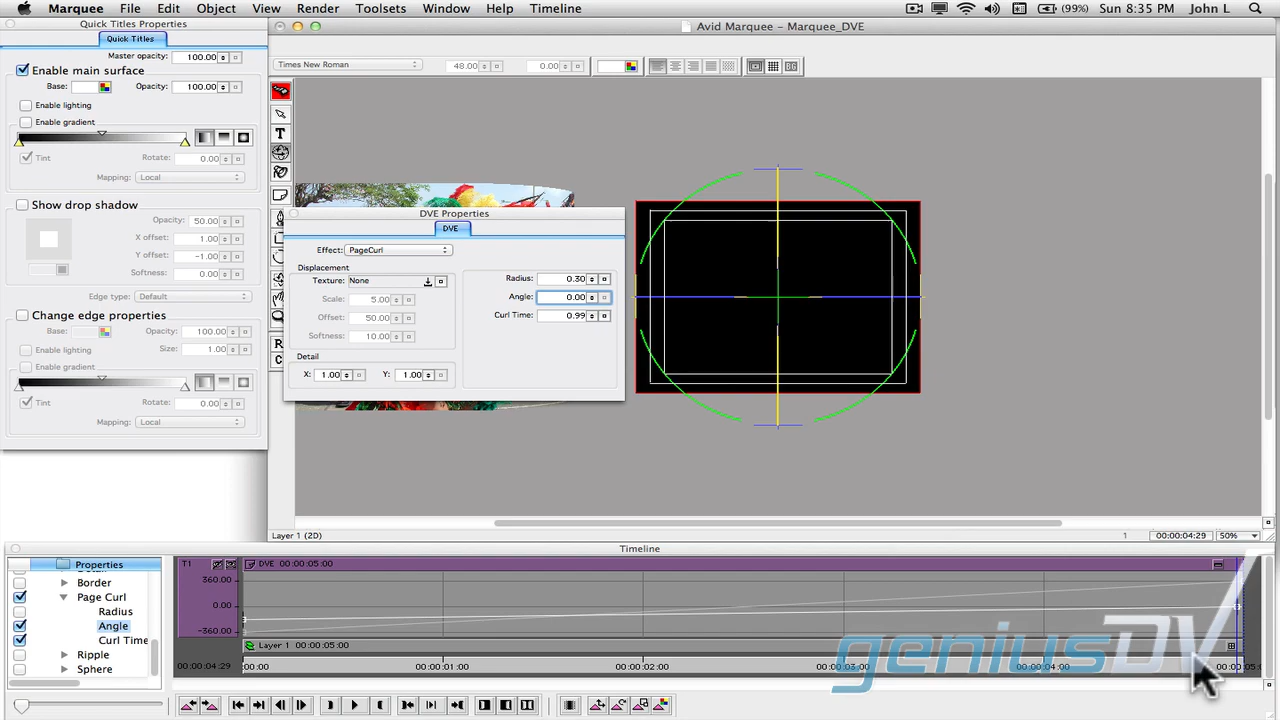 Marquee File Edit Object View Render Toolsets Window Help Timeline (99%) Sun 8:35 PM John L
Quick Titles Properties
Avid Marquee - Marquee_DVE
Quick Titles
Master opacity: 100.00
Times New Roman 48.00 0.00
Enable main surface
Base: Opacity: 100.00
Enable lighting
Enable gradient
Tint Rotate: 0.00
Mapping: Local
Show drop shadow
Opacity: 50.00
X offset: 1.00
Y offset: -1.00
Softness: 0.00
Edge type: Default
Change edge properties
Base: Opacity: 100.00
Enable lighting Size: 1.00
Enable gradient
Tint Rotate: 0.00
Mapping: Local
T
R
C
DVE Properties
DVE
Effect: PageCurl
Displacement
Texture: None
Scale: 5.00
Offset: 50.00
Softness: 10.00
Detail
X: 1.00 Y: 1.00
Radius: 0.30
Angle: 0.00
Curl Time: 0.99
Layer 1 (2D) 1 00:00:04:29 50%
Timeline
Properties
Border
Page Curl
Radius
Angle
Curl Time
Ripple
Sphere
T1 DVE 00:00:05:00
360.00
0.00
-360.00
Layer 1 00:00:05:00
00:00:04:29 :00.00 00:00:01:00 00:00:02:00 00:00:03:00 00:00:04:00
geniusDV